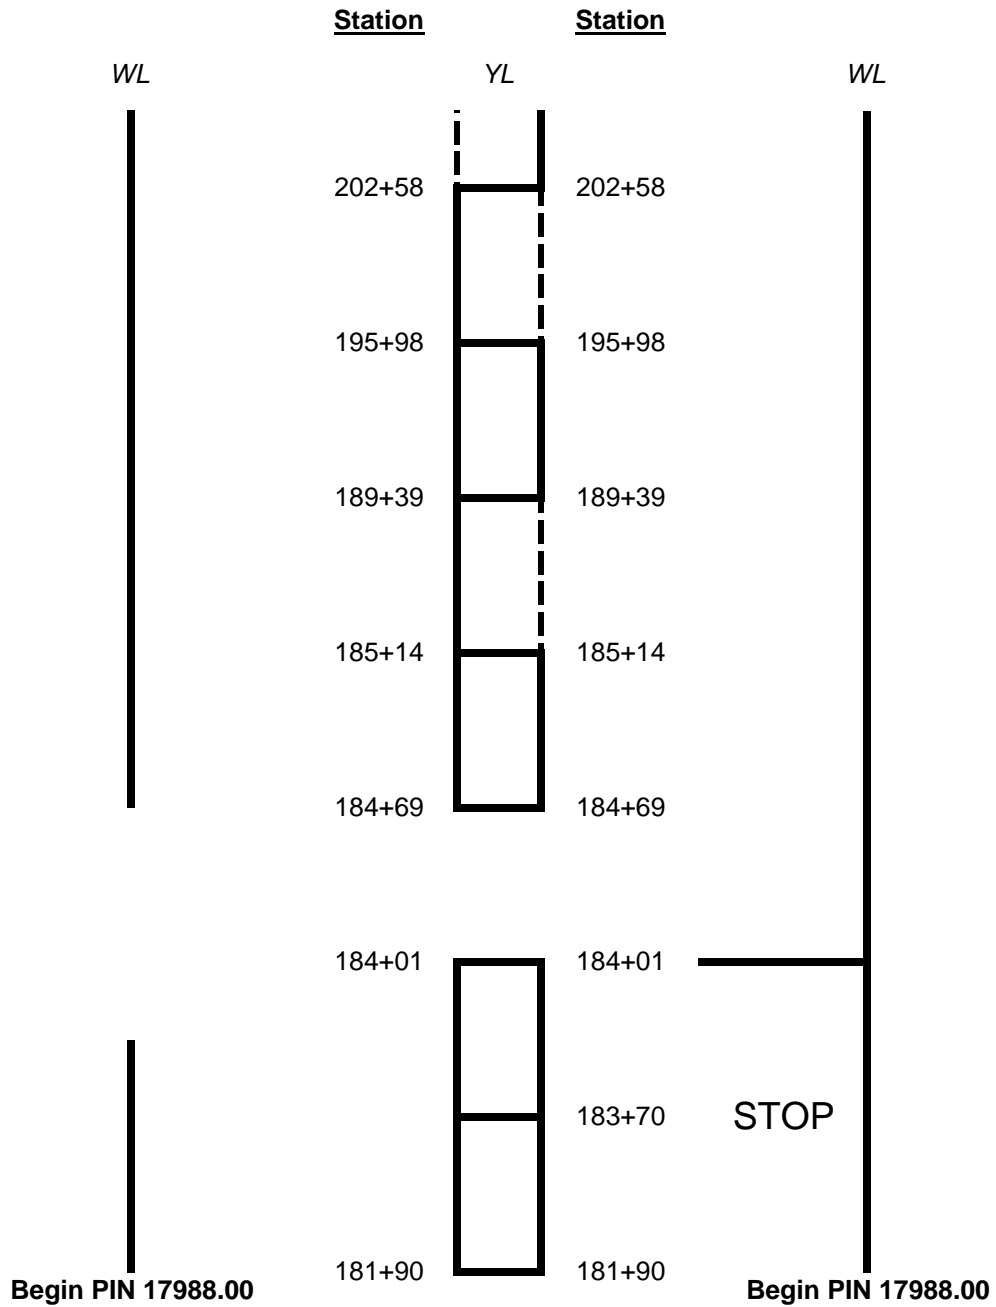 Station Station
WL YL WL
202+58 202+58
195+98 195+98
189+39 189+39
185+14 185+14
184+69 184+69
184+01 184+01
183+70 STOP
181+90 181+90
Begin PIN 17988.00 Begin PIN 17988.00